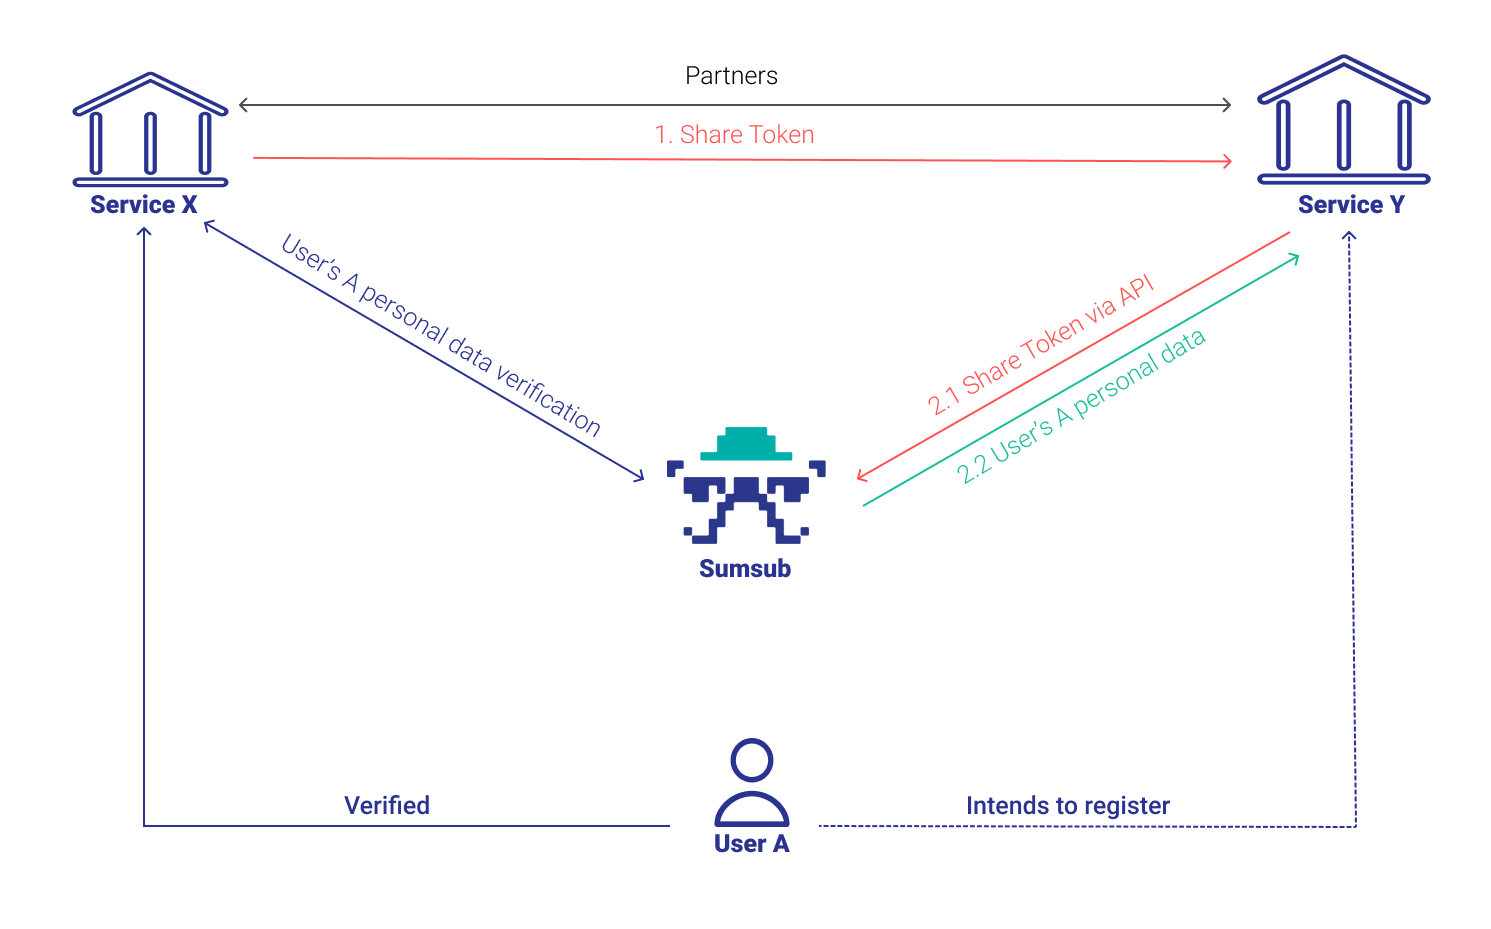 Partners
1. Share Token
Service X
Service Y
User's A personal data verification
2.1 Share Token via API
2.2 User's A personal data
Sumsub
Verified
Intends to register
User A